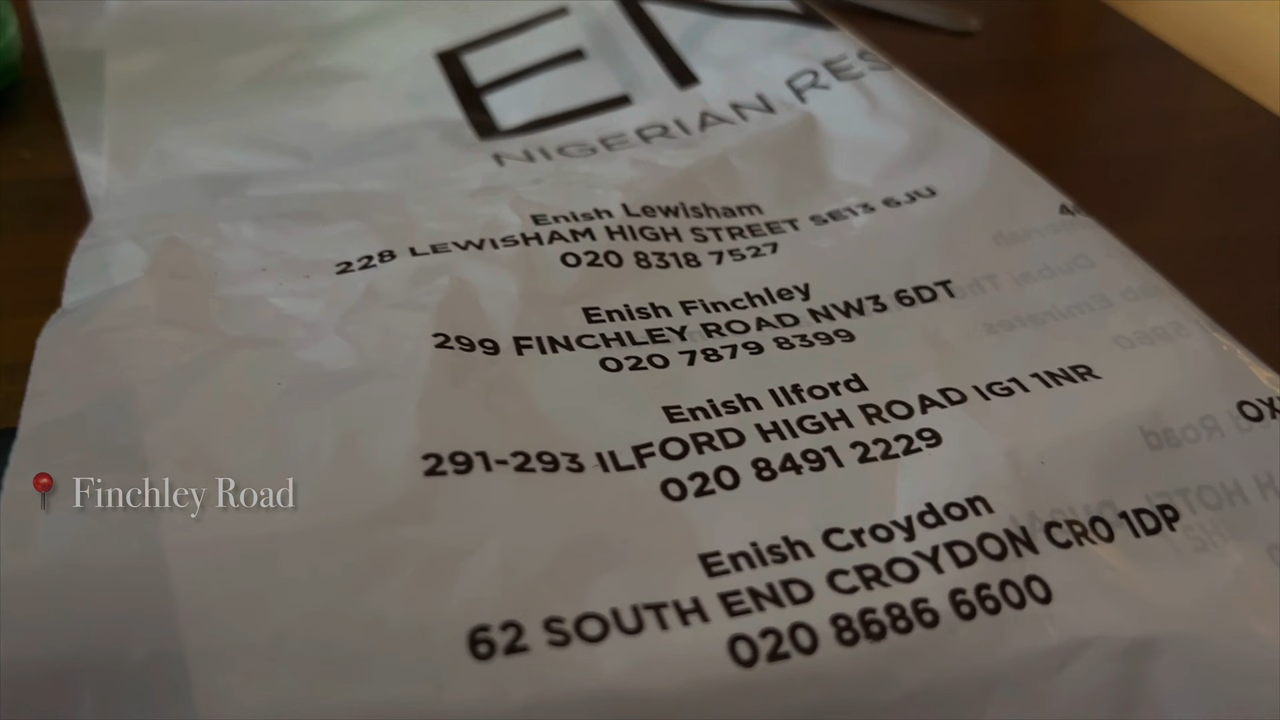 EN
NIGERIAN RES
Enish Lewisham
228 LEWISHAM HIGH STREET SE13 6JU
020 8318 7527
Enish Finchley
299 FINCHLEY ROAD NW3 6DT
020 7879 8399
Enish Ilford
291-293 ILFORD HIGH ROAD IG1 1NR
020 8491 2229
Enish Croydon
62 SOUTH END CROYDON CR0 1DP
020 8686 6600
OX
Finchley Road